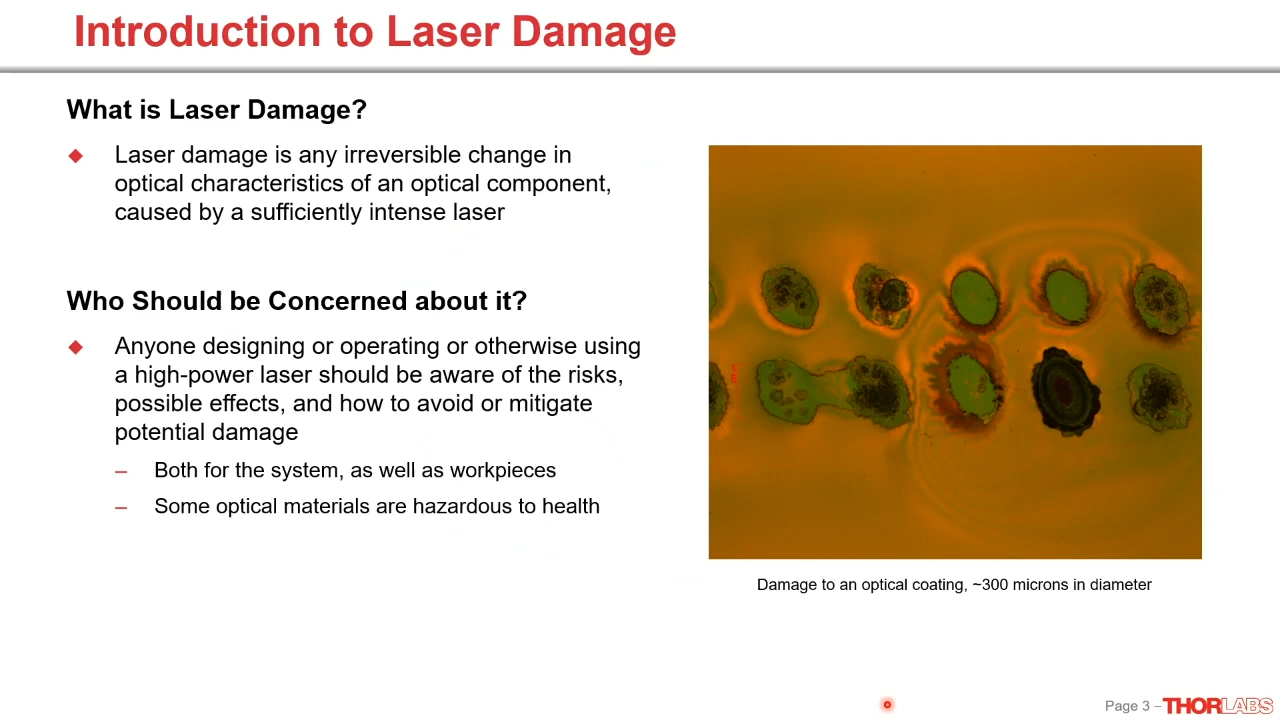 Introduction to Laser Damage
What is Laser Damage?
Laser damage is any irreversible change in
optical characteristics of an optical component,
caused by a sufficiently intense laser
Who Should be Concerned about it?
Anyone designing or operating or otherwise using
a high-power laser should be aware of the risks,
possible effects, and how to avoid or mitigate
potential damage
– Both for the system, as well as workpieces
– Some optical materials are hazardous to health
Damage to an optical coating, ~300 microns in diameter
Page 3 – THORLABS